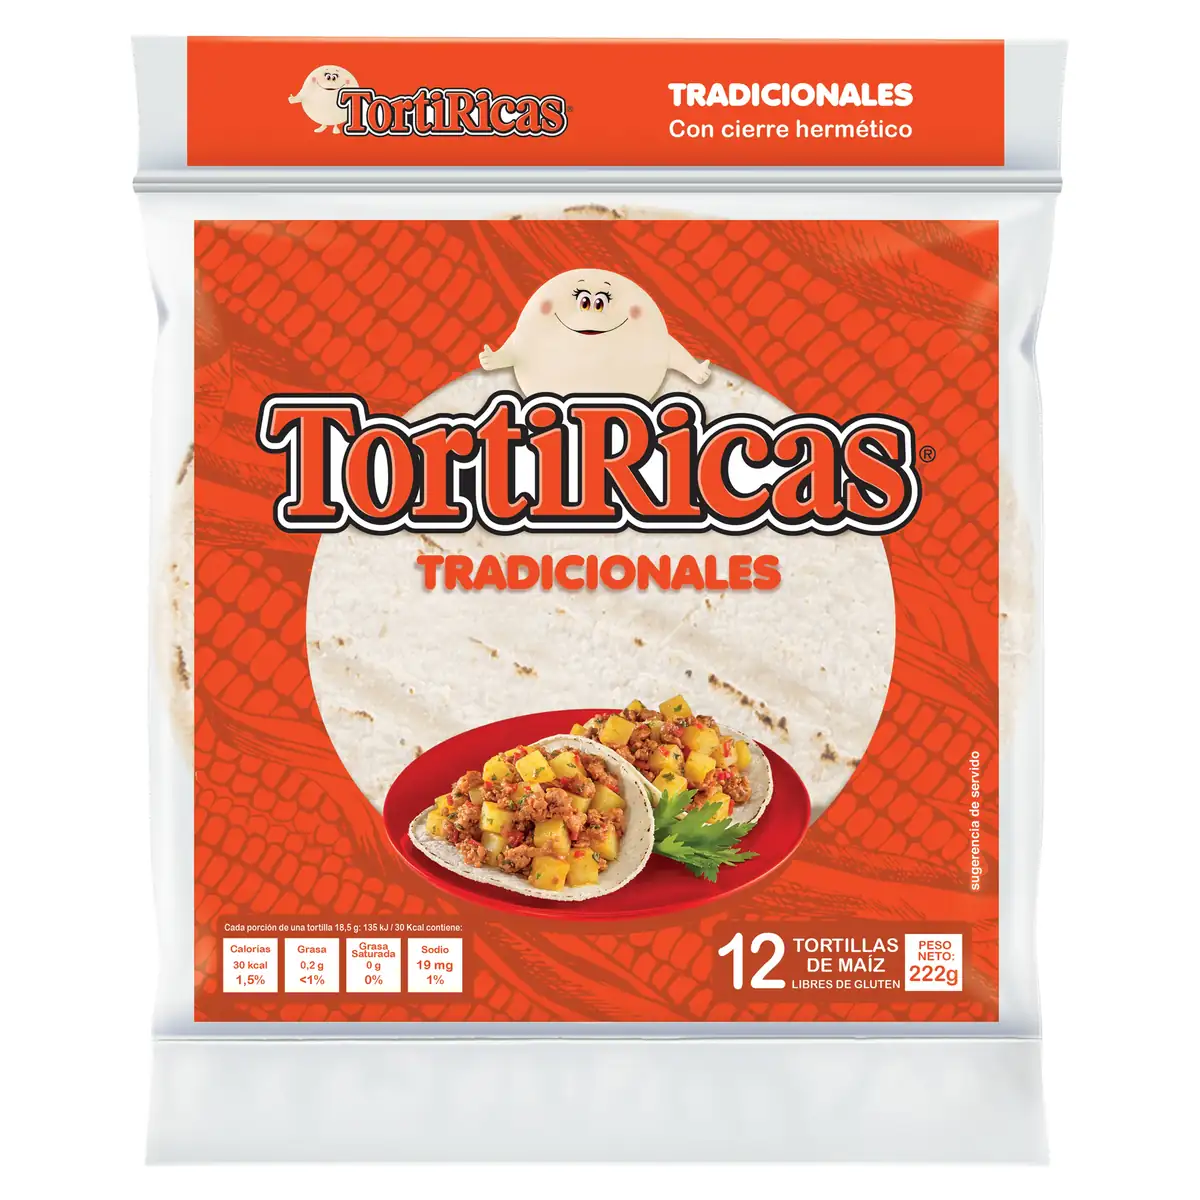 TortiRicas®
TRADICIONALES
Con cierre hermético
TortiRicas®
TRADICIONALES
sugerencia de servido
Cada porción de una tortilla 18,5 g: 135 kJ / 30 Kcal contiene:
Calorías
30 kcal
1,5%
Grasa
0,2 g
<1%
Grasa
Saturada
0 g
0%
Sodio
19 mg
1%
12
TORTILLAS
DE MAÍZ
LIBRES DE GLUTEN
PESO
NETO:
222g